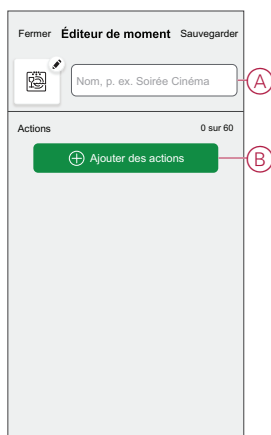 Fermer Éditeur de moment Sauvegarder
Nom, p. ex. Soirée Cinéma
A
Actions 0 sur 60
Ajouter des actions
B